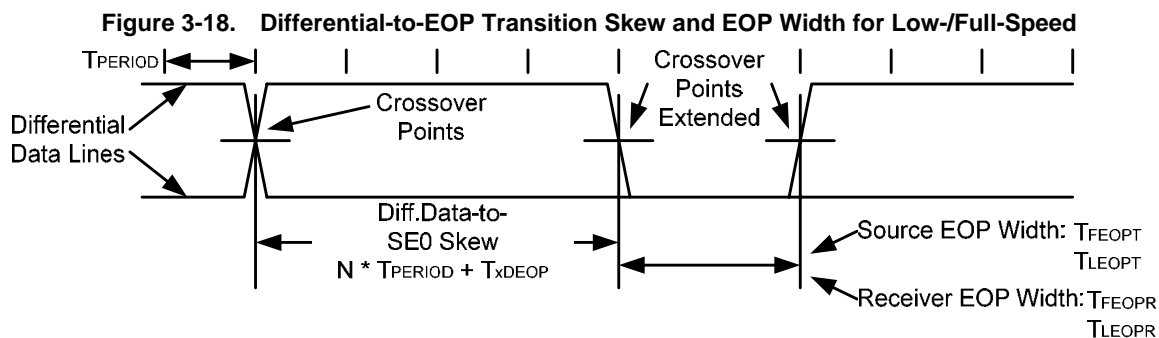 Figure 3-18. Differential-to-EOP Transition Skew and EOP Width for Low-/Full-Speed
TPERIOD
Differential
Data Lines
Crossover
Points
Crossover
Points
Extended
Diff.Data-to-
SE0 Skew
N * TPERIOD + TxDEOP
Source EOP Width: TFEOPT
TLEOPT
Receiver EOP Width: TFEOPR
TLEOPR